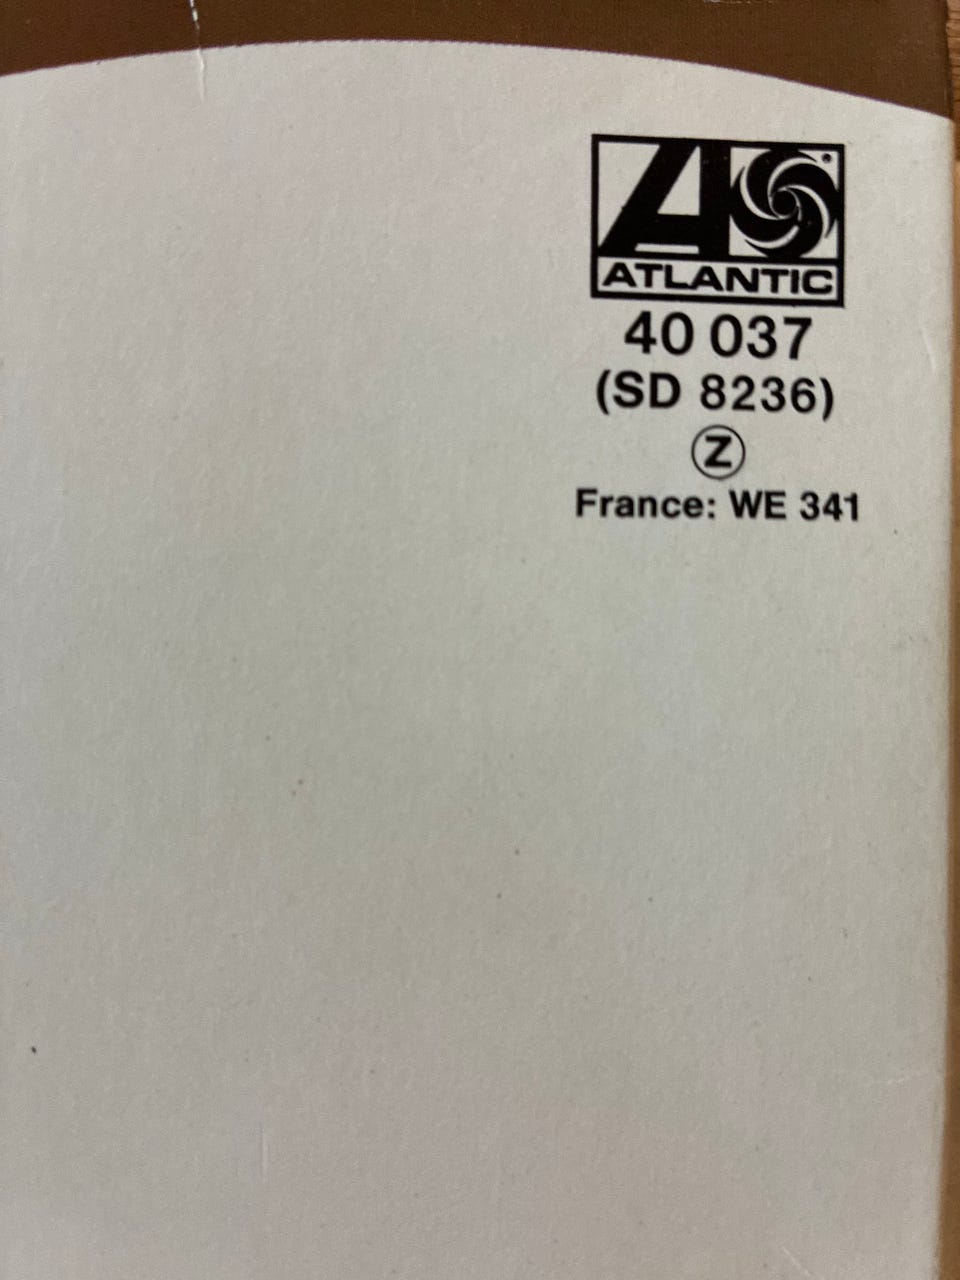 ATLANTIC
40 037
(SD 8236)
Z
France: WE 341